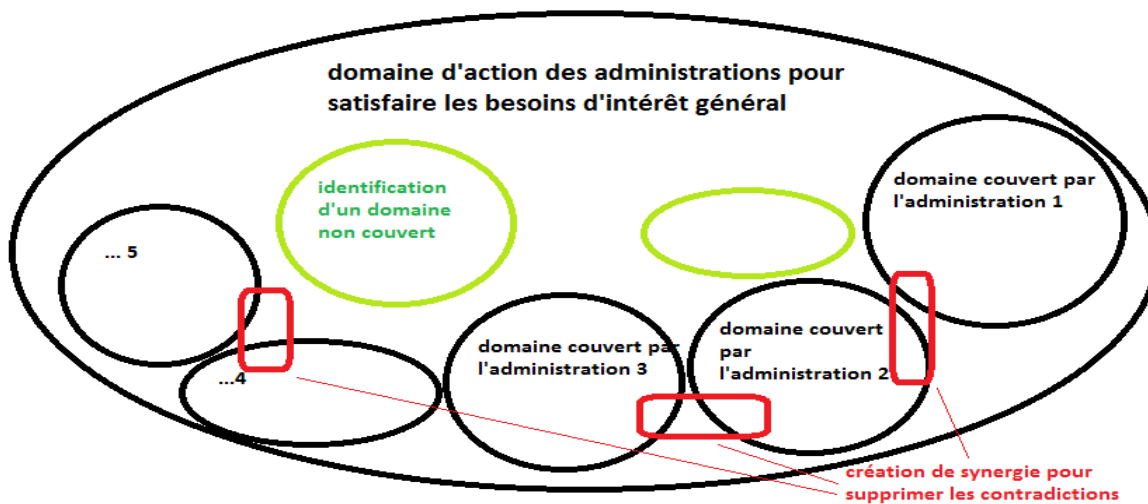 domaine d'action des administrations pour
satisfaire les besoins d'intérêt général
identification
d'un domaine
non couvert
domaine couvert par
l'administration 1
... 5
domaine couvert par
l'administration 3
domaine couvert
par
l'administration 2
...4
création de synergie pour
supprimer les contradictions